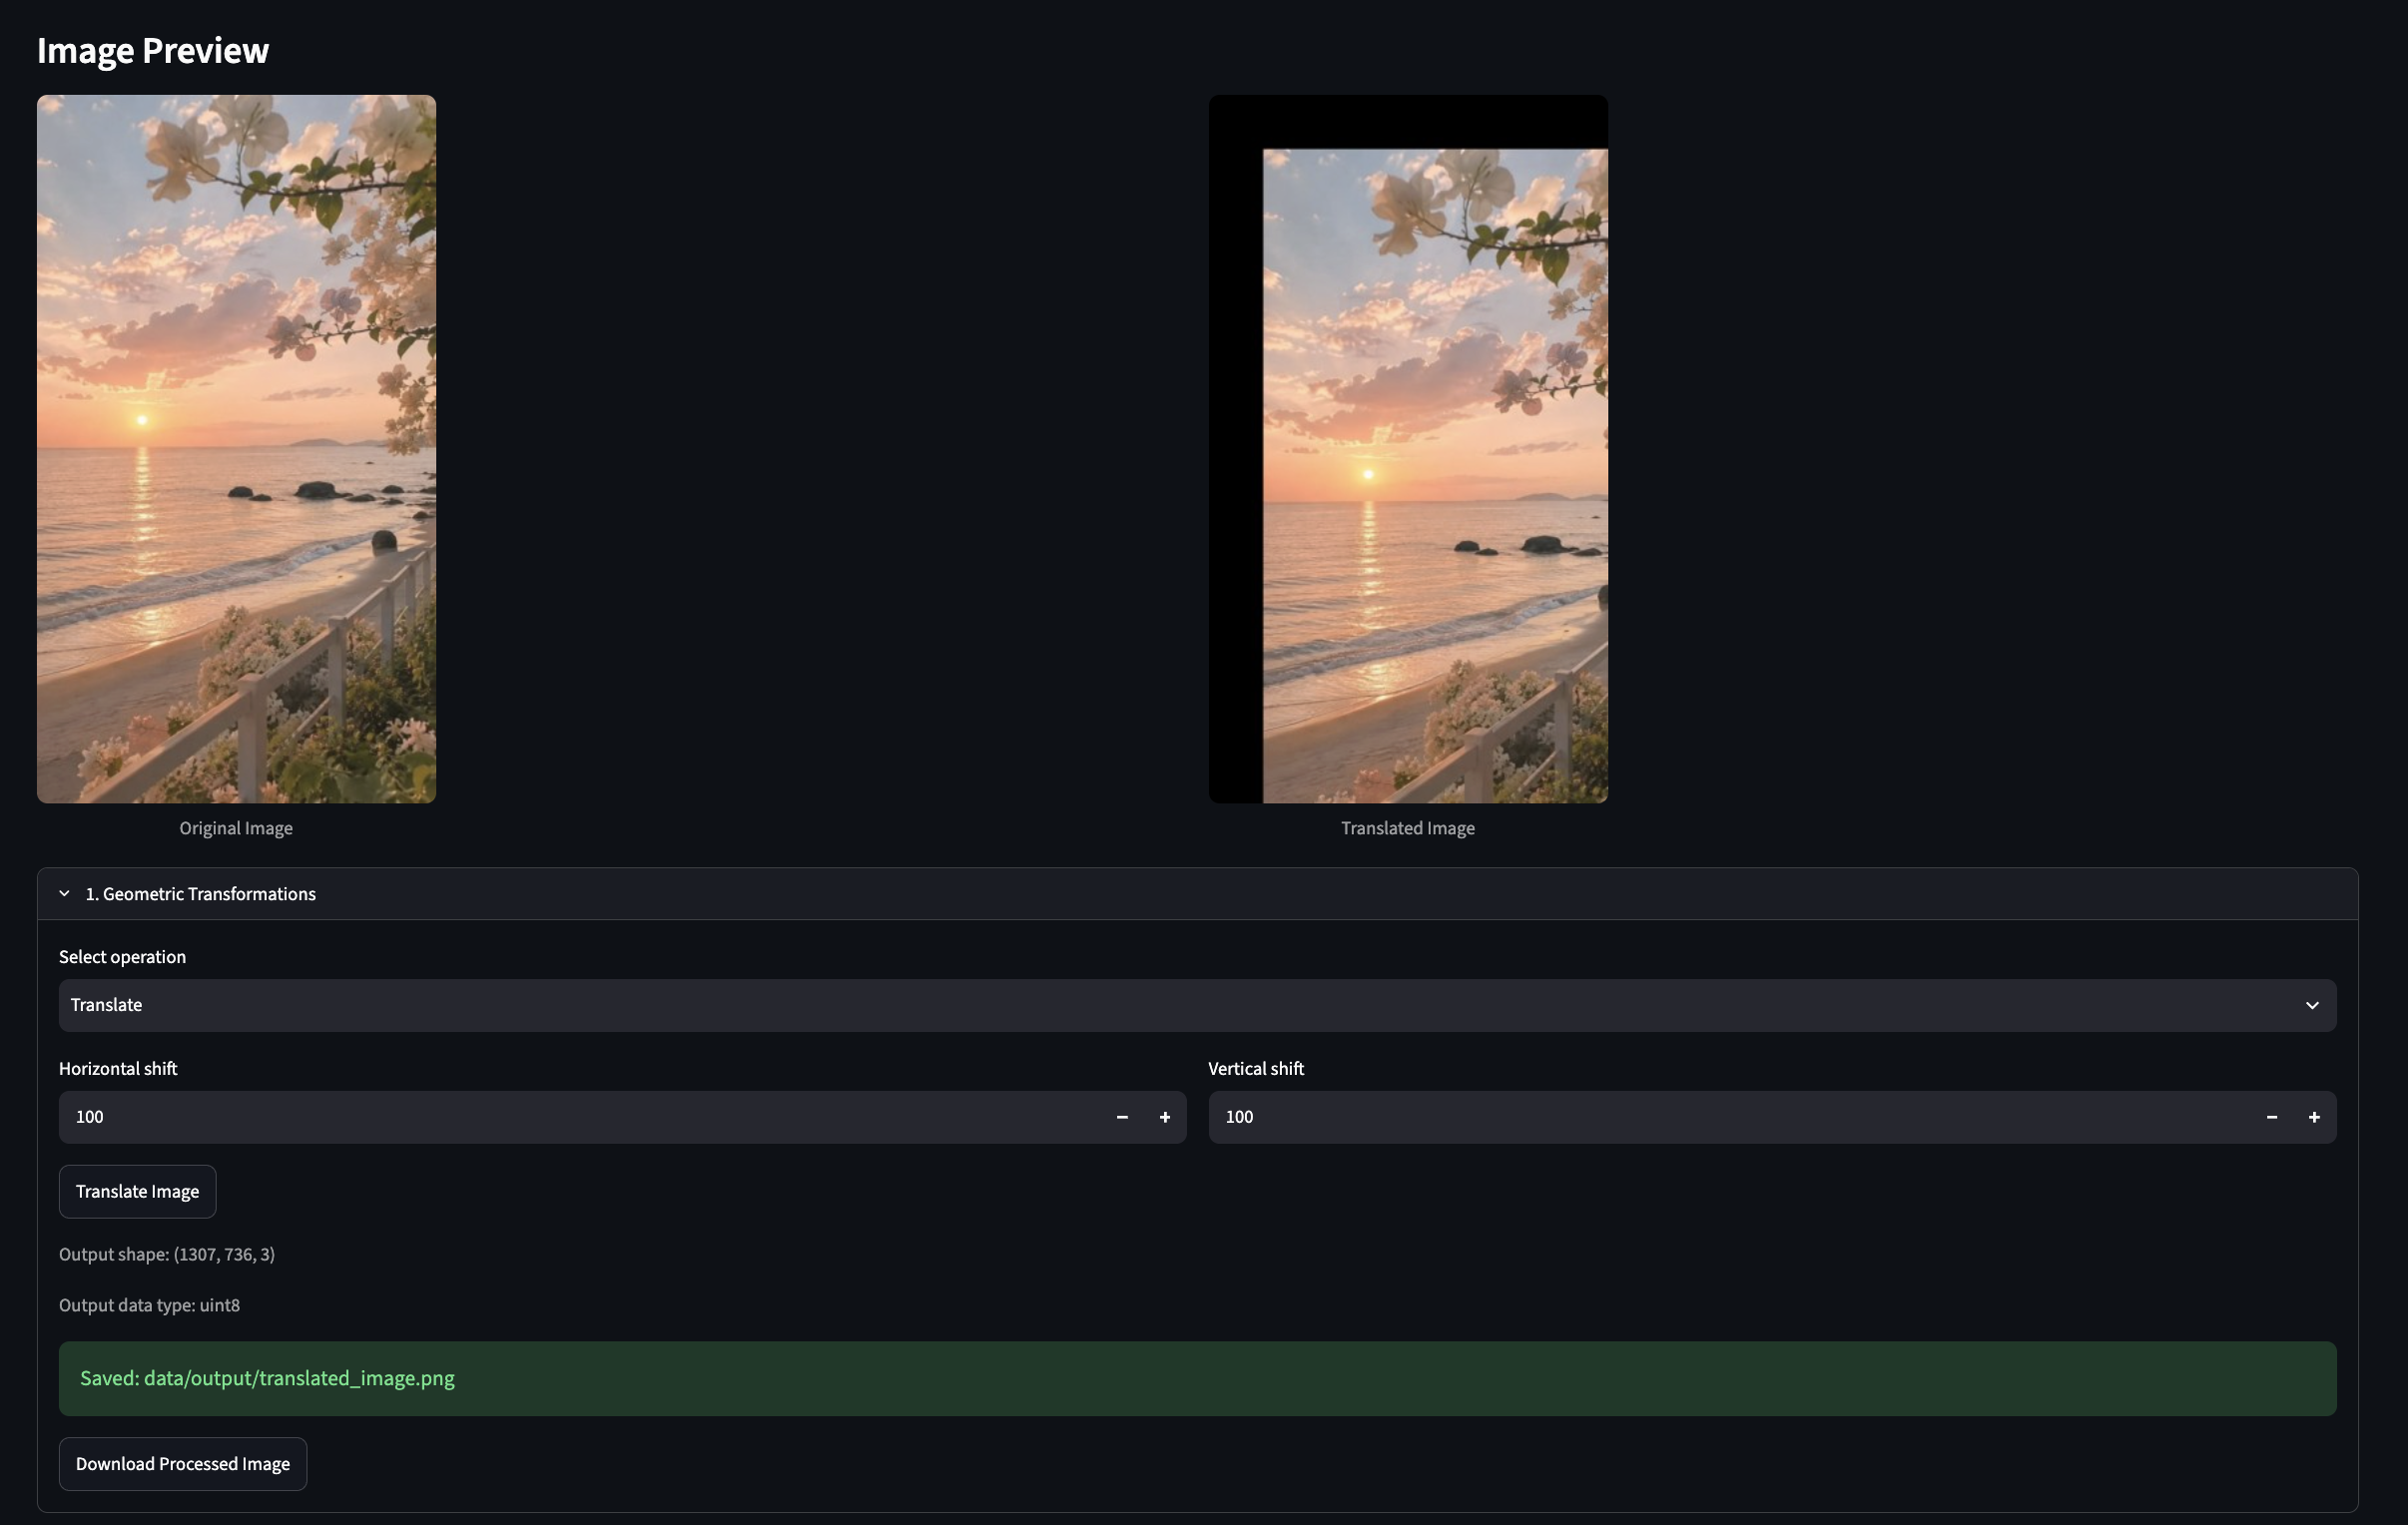 Image Preview
Original Image
Translated Image
1. Geometric Transformations
Select operation
Translate
Horizontal shift
Vertical shift
100
100
Translate Image
Output shape: (1307, 736, 3)
Output data type: uint8
Saved: data/output/translated_image.png
Download Processed Image